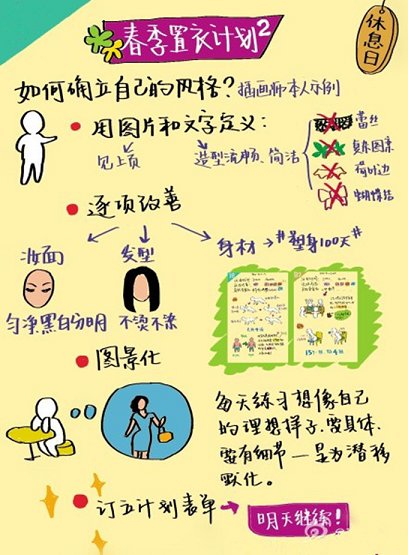 春季置衣计划2
休息日
如何确立自己的风格?插画师本人示例
用图片和文字定义:
见上页
造型流畅、简洁
蕾丝
荷叶边
蝴蝶结
逐项改善
妆面
发型
身材→#塑身100天#
匀净黑白分明
不烫不染
图景化
每天练习想像自己
的理想样子,要具体,
要有细节—是为潜移
默化。
订立计划表单→明天继续!